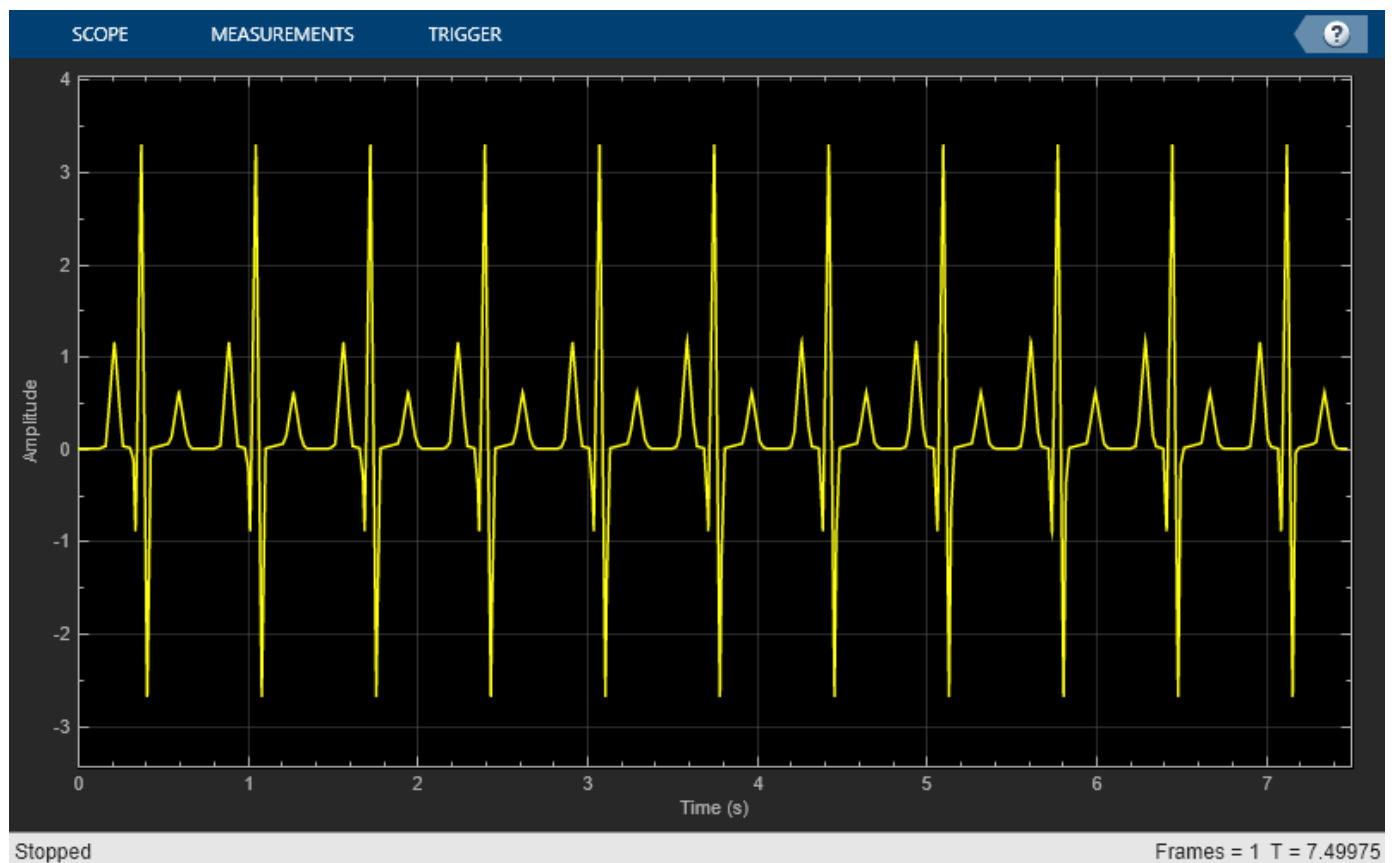 SCOPE MEASUREMENTS TRIGGER ?
4
3
2
1
0
-1
-2
-3
Amplitude
0 1 2 3 4 5 6 7
Time (s)
Stopped Frames = 1 T = 7.49975